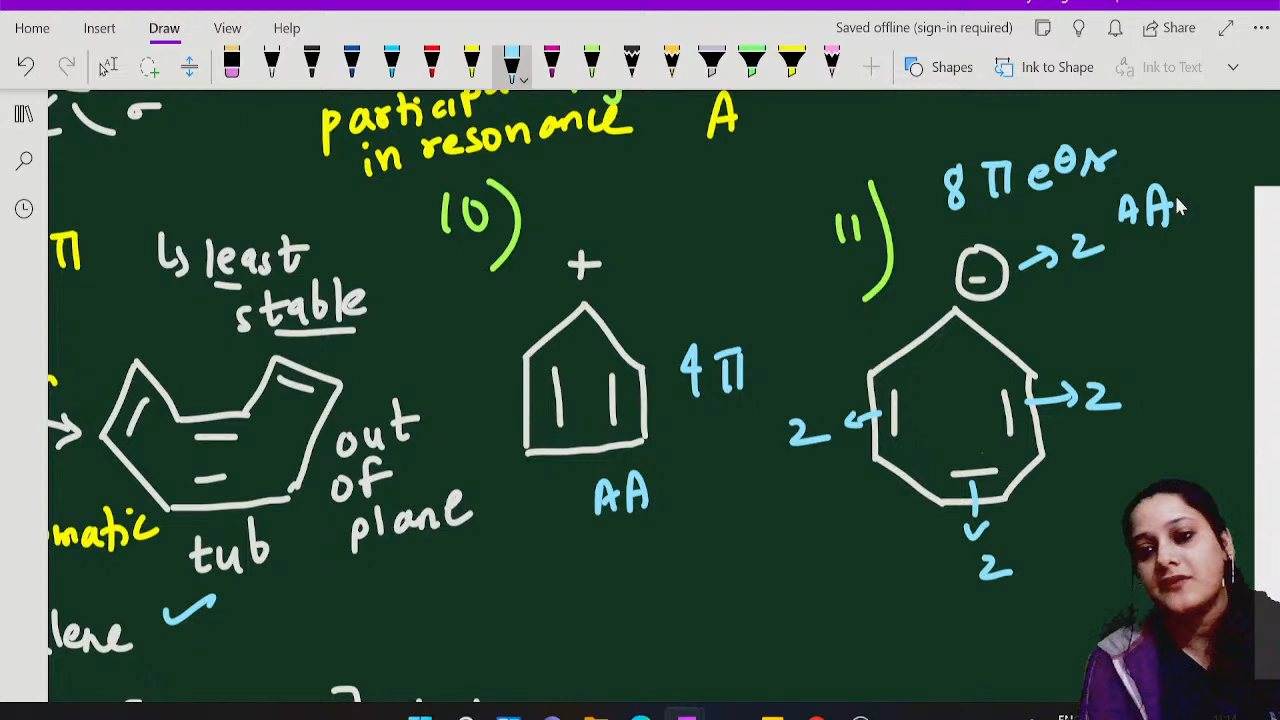 Home Insert Draw View Help
Saved offline (sign-in required)
Share
Shapes
Ink to Shape
Ink to Text
in resonance
A
10)
11)
8 π e⊖s
AA
π
↳ least
stable
+
⊖ → 2
4 π
→ 2
2 ←
out
of
plane
AA
matic
tub
2
lene ✓